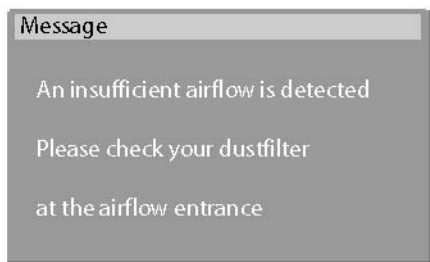 Message
An insufficient airflow is detected
Please check your dustfilter
at the airflow entrance